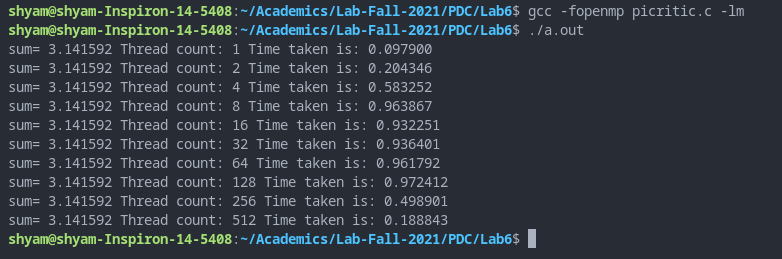 shyam@shyam-Inspiron-14-5408:~/Academics/Lab-Fall-2021/PDC/Lab6$ gcc -fopenmp picritic.c -lm
shyam@shyam-Inspiron-14-5408:~/Academics/Lab-Fall-2021/PDC/Lab6$ ./a.out
sum= 3.141592 Thread count: 1 Time taken is: 0.097900
sum= 3.141592 Thread count: 2 Time taken is: 0.204346
sum= 3.141592 Thread count: 4 Time taken is: 0.583252
sum= 3.141592 Thread count: 8 Time taken is: 0.963867
sum= 3.141592 Thread count: 16 Time taken is: 0.932251
sum= 3.141592 Thread count: 32 Time taken is: 0.936401
sum= 3.141592 Thread count: 64 Time taken is: 0.961792
sum= 3.141592 Thread count: 128 Time taken is: 0.972412
sum= 3.141592 Thread count: 256 Time taken is: 0.498901
sum= 3.141592 Thread count: 512 Time taken is: 0.188843
shyam@shyam-Inspiron-14-5408:~/Academics/Lab-Fall-2021/PDC/Lab6$